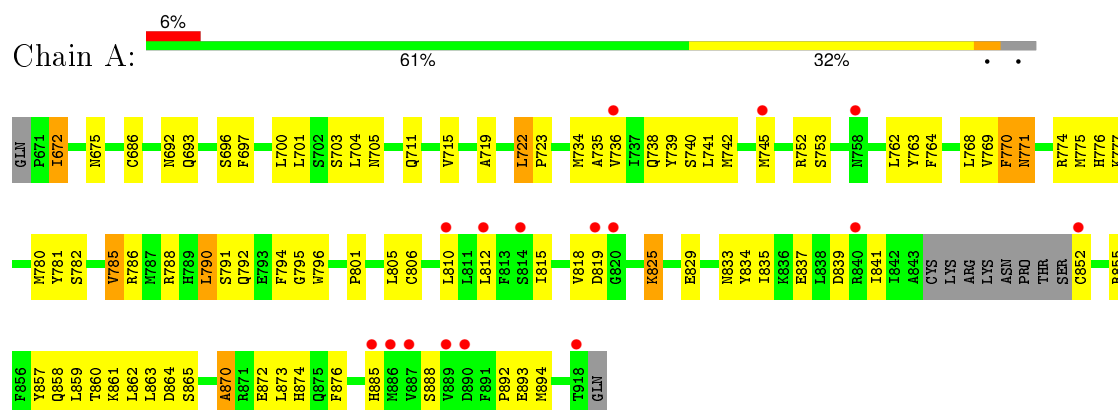 6%
Chain A:
61% 32% • •
GLN P671 I672 N675 C686 N692 Q693 S696 F697 L700 L701 S702 S703 L704 N705 Q711 V715 A719 L722 P723 M734 A735 V736 I737 Q738 Y739 S740 L741 M742 M745 R752 S753 N758 L762 Y763 F764 L768 V769 F770 N771 R774 M775 H776 K777
M780 Y781 S782 V785 R786 M787 R788 H789 L790 S791 Q792 E793 F794 G795 W796 P801 L805 C806 L810 L811 L812 F813 S814 I815 V818 D819 G820 K825 E829 N833 Y834 I835 K836 E837 L838 D839 R840 I841 I842 A843 CYS LYS ARG LYS ASN PRO THR SER C852 R855
F856 Y857 Q858 L859 T860 K861 L862 L863 D864 S865 A870 R871 E872 L873 H874 Q875 F876 H885 M886 V887 S888 V889 D890 F891 P892 E893 M894 T918 GLN